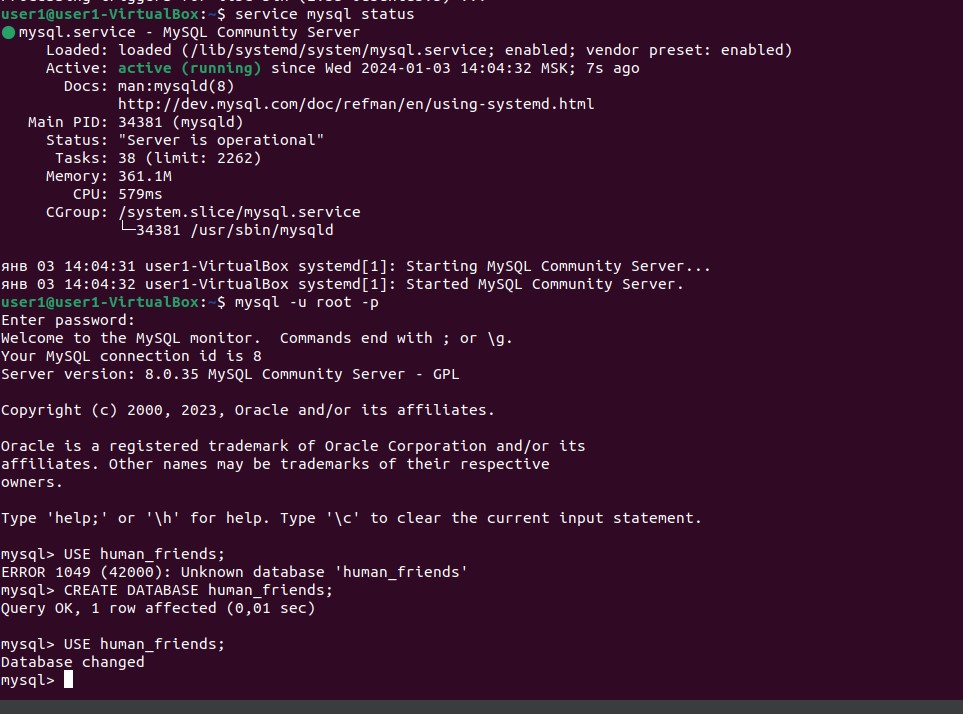 user1@user1-VirtualBox:~$ service mysql status
mysql.service - MySQL Community Server
Loaded: loaded (/lib/systemd/system/mysql.service; enabled; vendor preset: enabled)
Active: active (running) since Wed 2024-01-03 14:04:32 MSK; 7s ago
Docs: man:mysqld(8)
http://dev.mysql.com/doc/refman/en/using-systemd.html
Main PID: 34381 (mysqld)
Status: "Server is operational"
Tasks: 38 (limit: 2262)
Memory: 361.1M
CPU: 579ms
CGroup: /system.slice/mysql.service
└─34381 /usr/sbin/mysqld
янв 03 14:04:31 user1-VirtualBox systemd[1]: Starting MySQL Community Server...
янв 03 14:04:32 user1-VirtualBox systemd[1]: Started MySQL Community Server.
user1@user1-VirtualBox:~$ mysql -u root -p
Enter password:
Welcome to the MySQL monitor.  Commands end with ; or \g.
Your MySQL connection id is 8
Server version: 8.0.35 MySQL Community Server - GPL
Copyright (c) 2000, 2023, Oracle and/or its affiliates.
Oracle is a registered trademark of Oracle Corporation and/or its
affiliates. Other names may be trademarks of their respective
owners.
Type 'help;' or '\h' for help. Type '\c' to clear the current input statement.
mysql> USE human_friends;
ERROR 1049 (42000): Unknown database 'human_friends'
mysql> CREATE DATABASE human_friends;
Query OK, 1 row affected (0,01 sec)
mysql> USE human_friends;
Database changed
mysql>